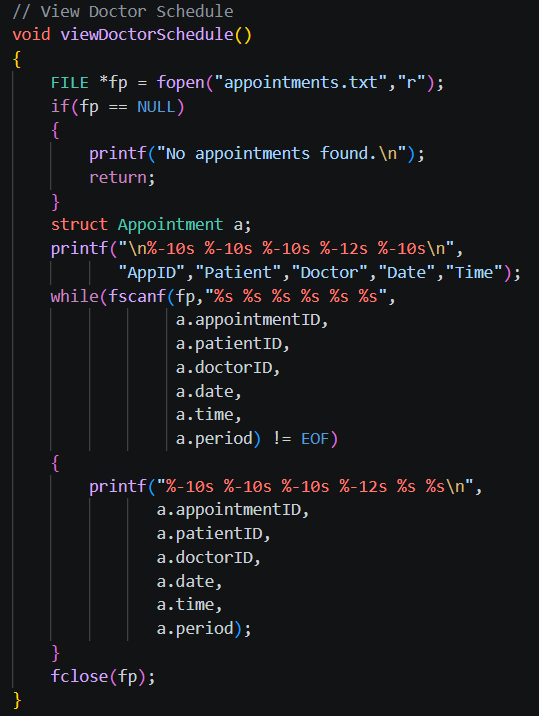 // View Doctor Schedule
void viewDoctorSchedule()
{
    FILE *fp = fopen("appointments.txt","r");
    if(fp == NULL)
    {
        printf("No appointments found.\n");
        return;
    }
    struct Appointment a;
    printf("\n%-10s %-10s %-10s %-12s %-10s\n",
           "AppID","Patient","Doctor","Date","Time");
    while(fscanf(fp,"%s %s %s %s %s %s",
                 a.appointmentID,
                 a.patientID,
                 a.doctorID,
                 a.date,
                 a.time,
                 a.period) != EOF)
    {
        printf("%-10s %-10s %-10s %-12s %s %s\n",
               a.appointmentID,
               a.patientID,
               a.doctorID,
               a.date,
               a.time,
               a.period);
    }
    fclose(fp);
}